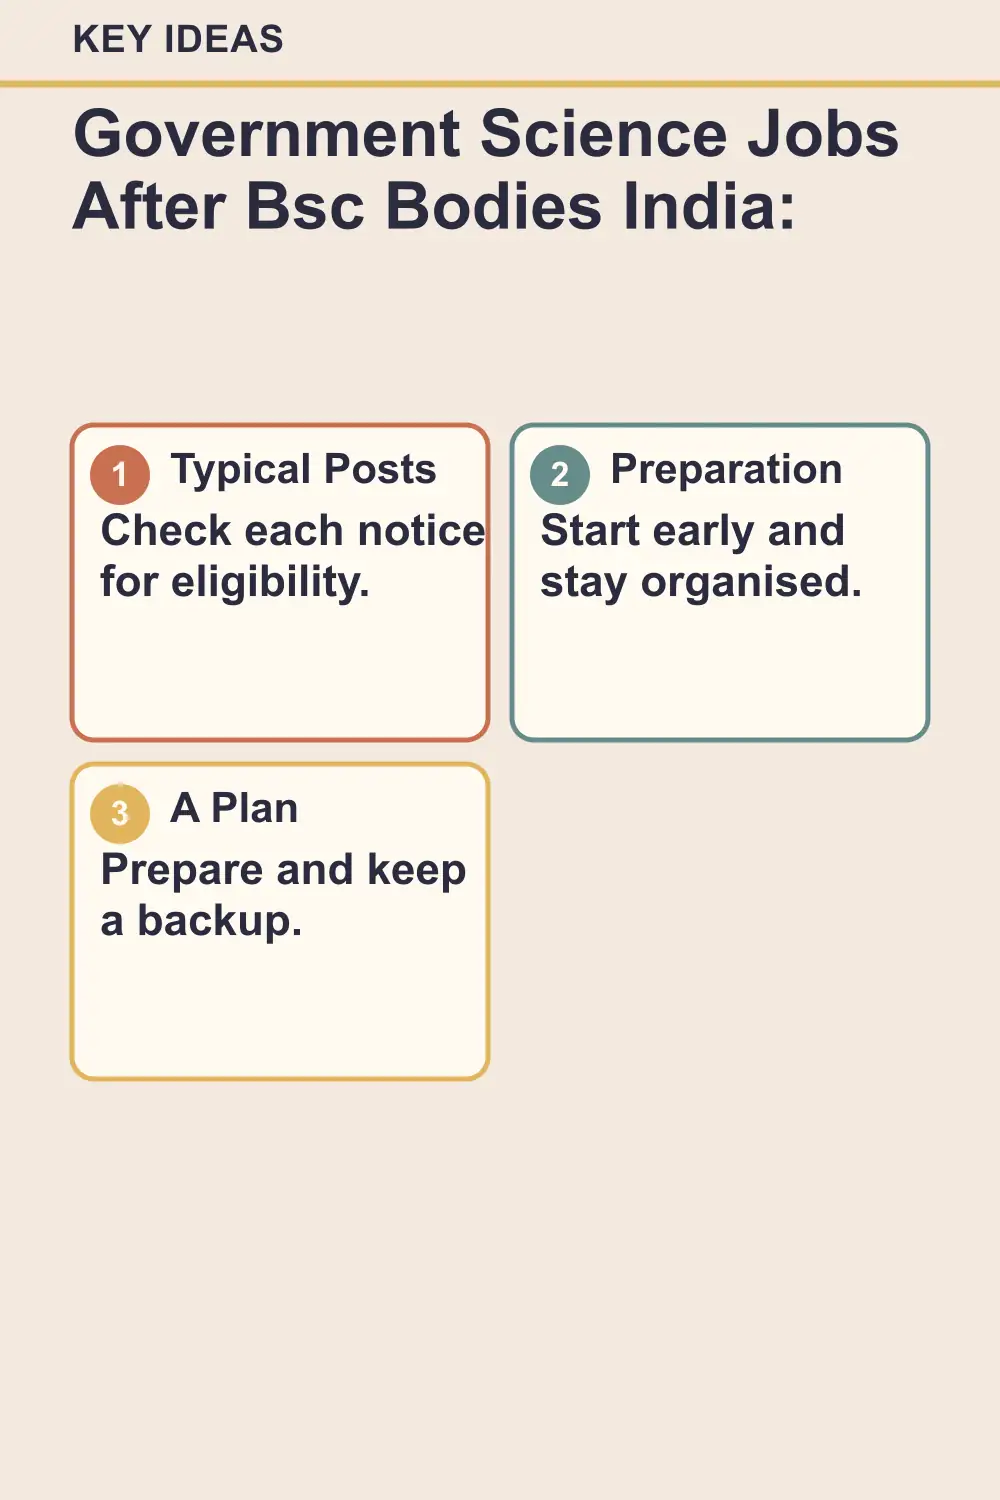 KEY IDEAS
Government Science Jobs
After Bsc Bodies India:
1 Typical Posts
Check each notice
for eligibility.
2 Preparation
Start early and
stay organised.
3 A Plan
Prepare and keep
a backup.